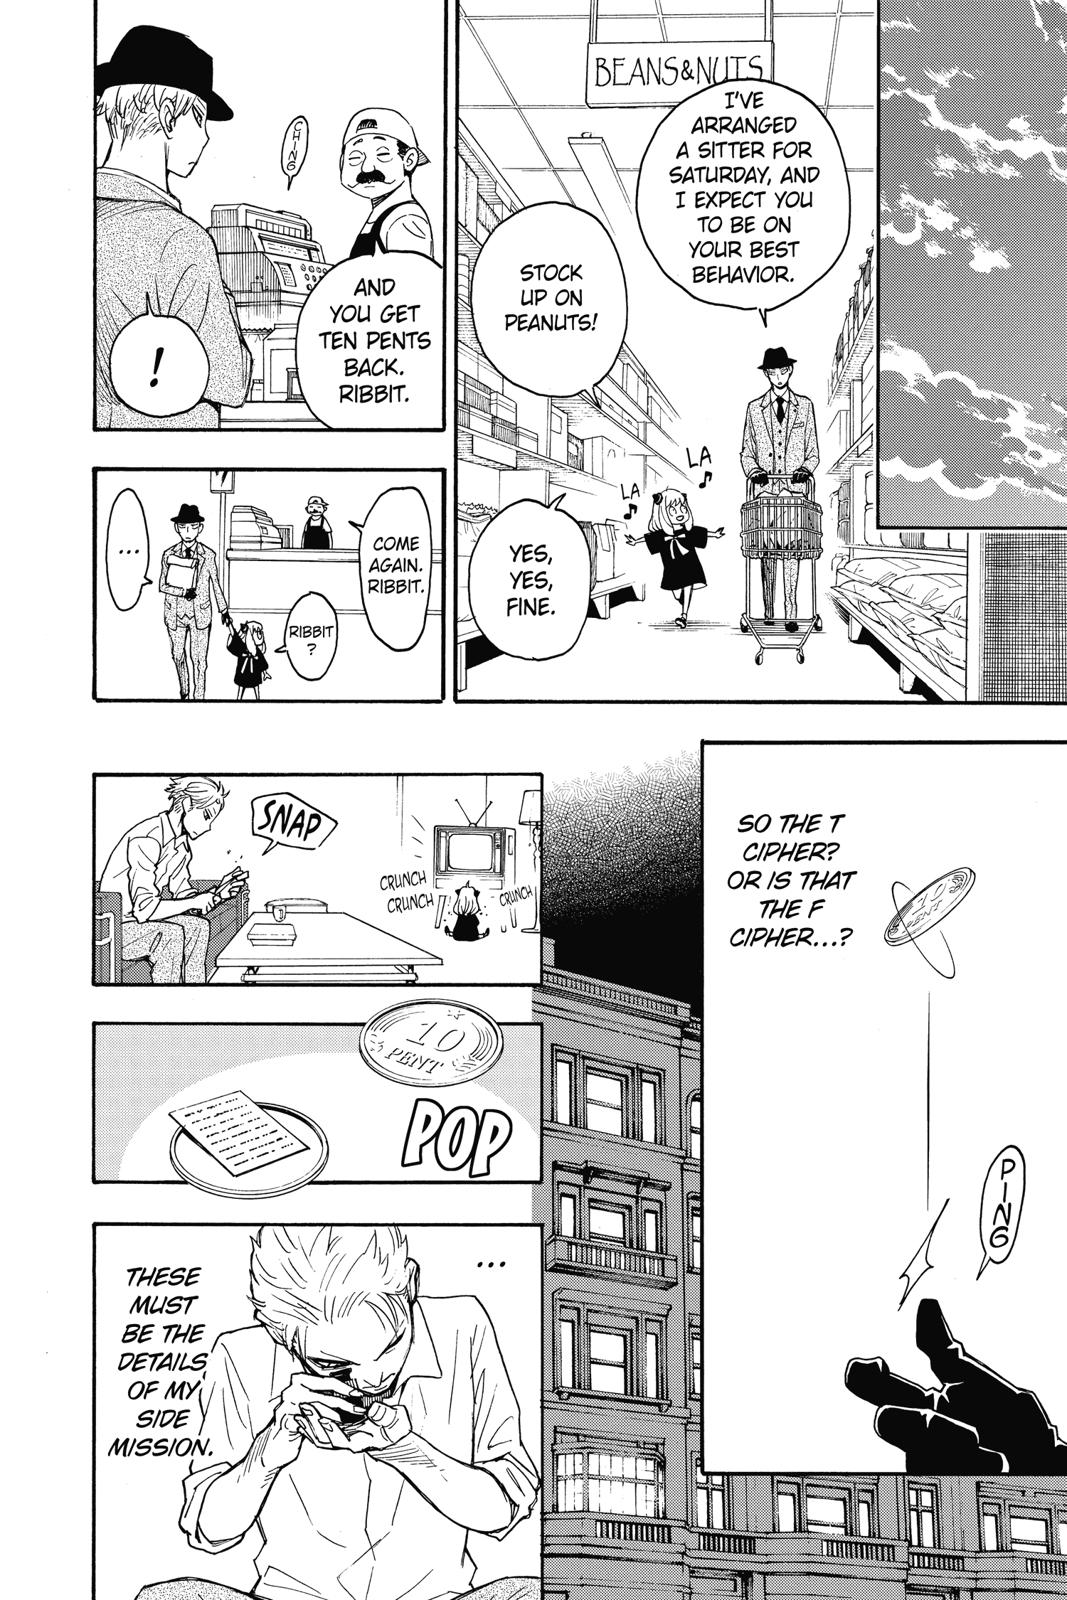 BEANS&NUTS
I'VE
ARRANGED
A SITTER FOR
SATURDAY, AND
I EXPECT YOU
TO BE ON
YOUR BEST
BEHAVIOR.
STOCK
UP ON
PEANUTS!
LA
LA
YES,
YES,
FINE.
CHING
AND
YOU GET
TEN PENTS
BACK.
RIBBIT.
!
COME
AGAIN.
RIBBIT.
RIBBIT
?
...
SO THE T
CIPHER?
OR IS THAT
THE F
CIPHER...?
PING
SNAP
CRUNCH
CRUNCH
CRUNCH
10
PENT
POP
...
THESE
MUST
BE THE
DETAILS
OF MY
SIDE
MISSION.